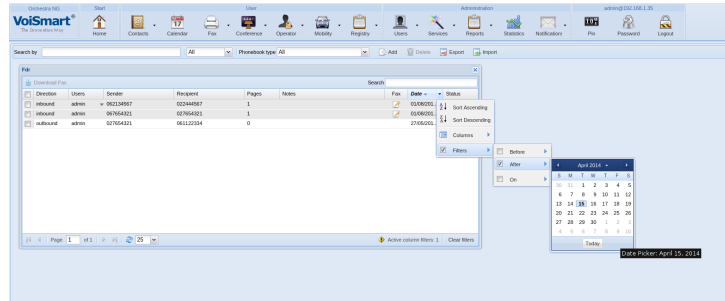 Orchestra NG Start User Administration admin@192.168.1.35
VoiSmart®
The Innovative Way
Home Contacts Calendar Fax Conference Operator Mobility Registry Users Services Reports Statistics Notifications Pin Password Logout
Search by All Phonebook type All Add Delete Export Import
Fax
Download Fax Search
Direction Users Sender Recipient Pages Notes Fax Date Status
inbound admin 062134567 022444567 1 01/08/201...
inbound admin 067654321 027654321 1 01/08/201...
outbound admin 027654321 061122334 0 27/05/201...
Sort Ascending
Sort Descending
Columns
Filters
Before
After
On
April 2014
S M T W T F S
30 31 1 2 3 4 5
6 7 8 9 10 11 12
13 14 15 16 17 18 19
20 21 22 23 24 25 26
27 28 29 30 1 2 3
4 5 6 7 8 9 10
Today
Date Picker: April 15, 2014
Page 1 of 1 25 Active column filters: 1 Clear filters